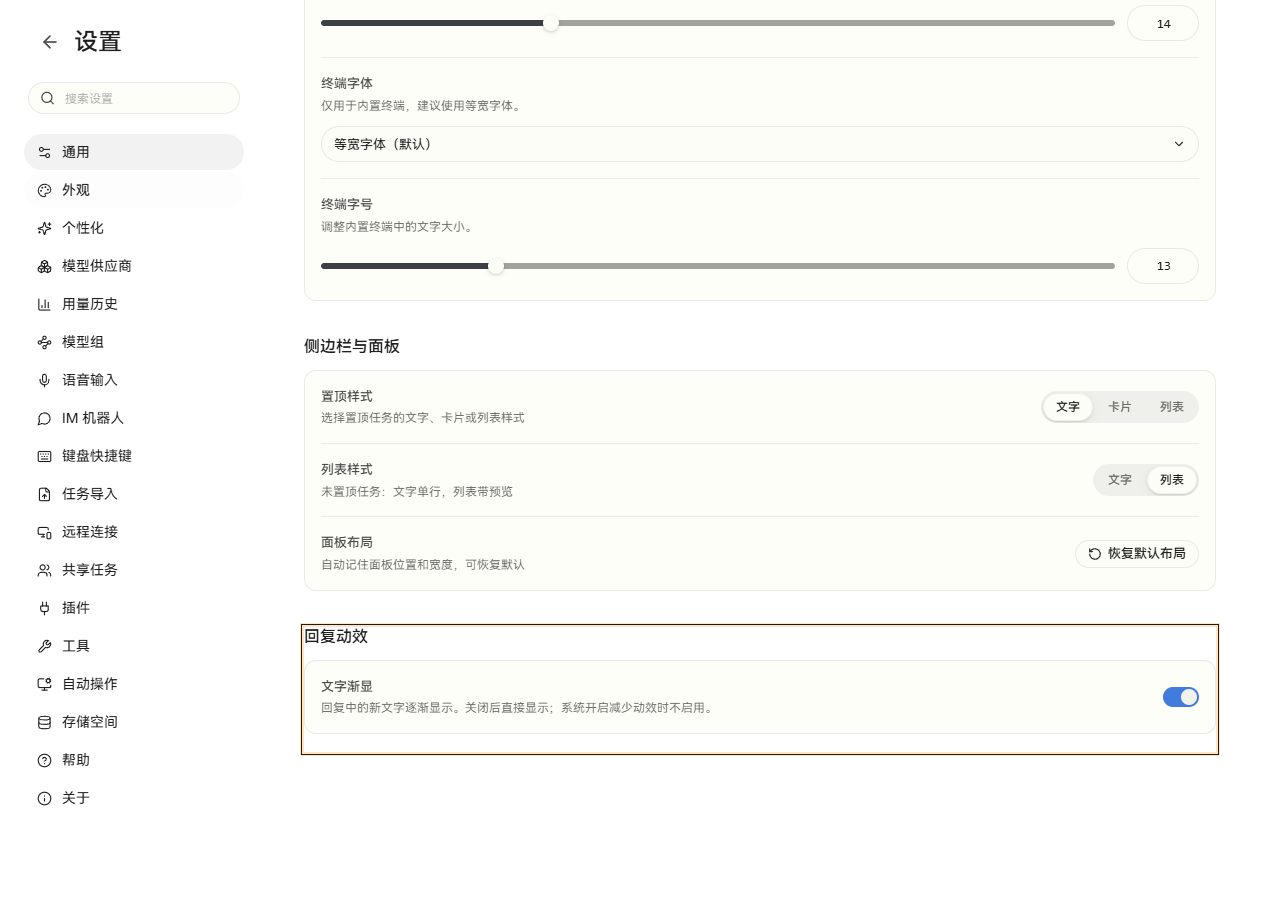 设置
搜索设置
通用
外观
个性化
模型供应商
用量历史
模型组
语音输入
IM 机器人
键盘快捷键
任务导入
远程连接
共享任务
插件
工具
自动操作
存储空间
帮助
关于
14
终端字体
仅用于内置终端，建议使用等宽字体。
等宽字体（默认）
终端字号
调整内置终端中的文字大小。
13
侧边栏与面板
置顶样式
选择置顶任务的文字、卡片或列表样式
文字 卡片 列表
列表样式
未置顶任务：文字单行，列表带预览
文字 列表
面板布局
自动记住面板位置和宽度，可恢复默认
恢复默认布局
回复动效
文字渐显
回复中的新文字逐渐显示。关闭后直接显示；系统开启减少动效时不启用。